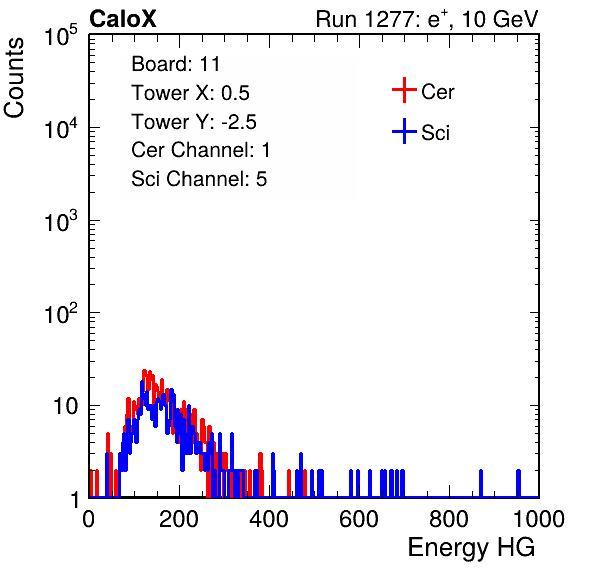 CaloX Run 1277: e⁺, 10 GeV
Counts
10⁵
10⁴
10³
10²
10
1
Board: 11
Tower X: 0.5
Tower Y: -2.5
Cer Channel: 1
Sci Channel: 5
Cer
Sci
0 200 400 600 800 1000
Energy HG